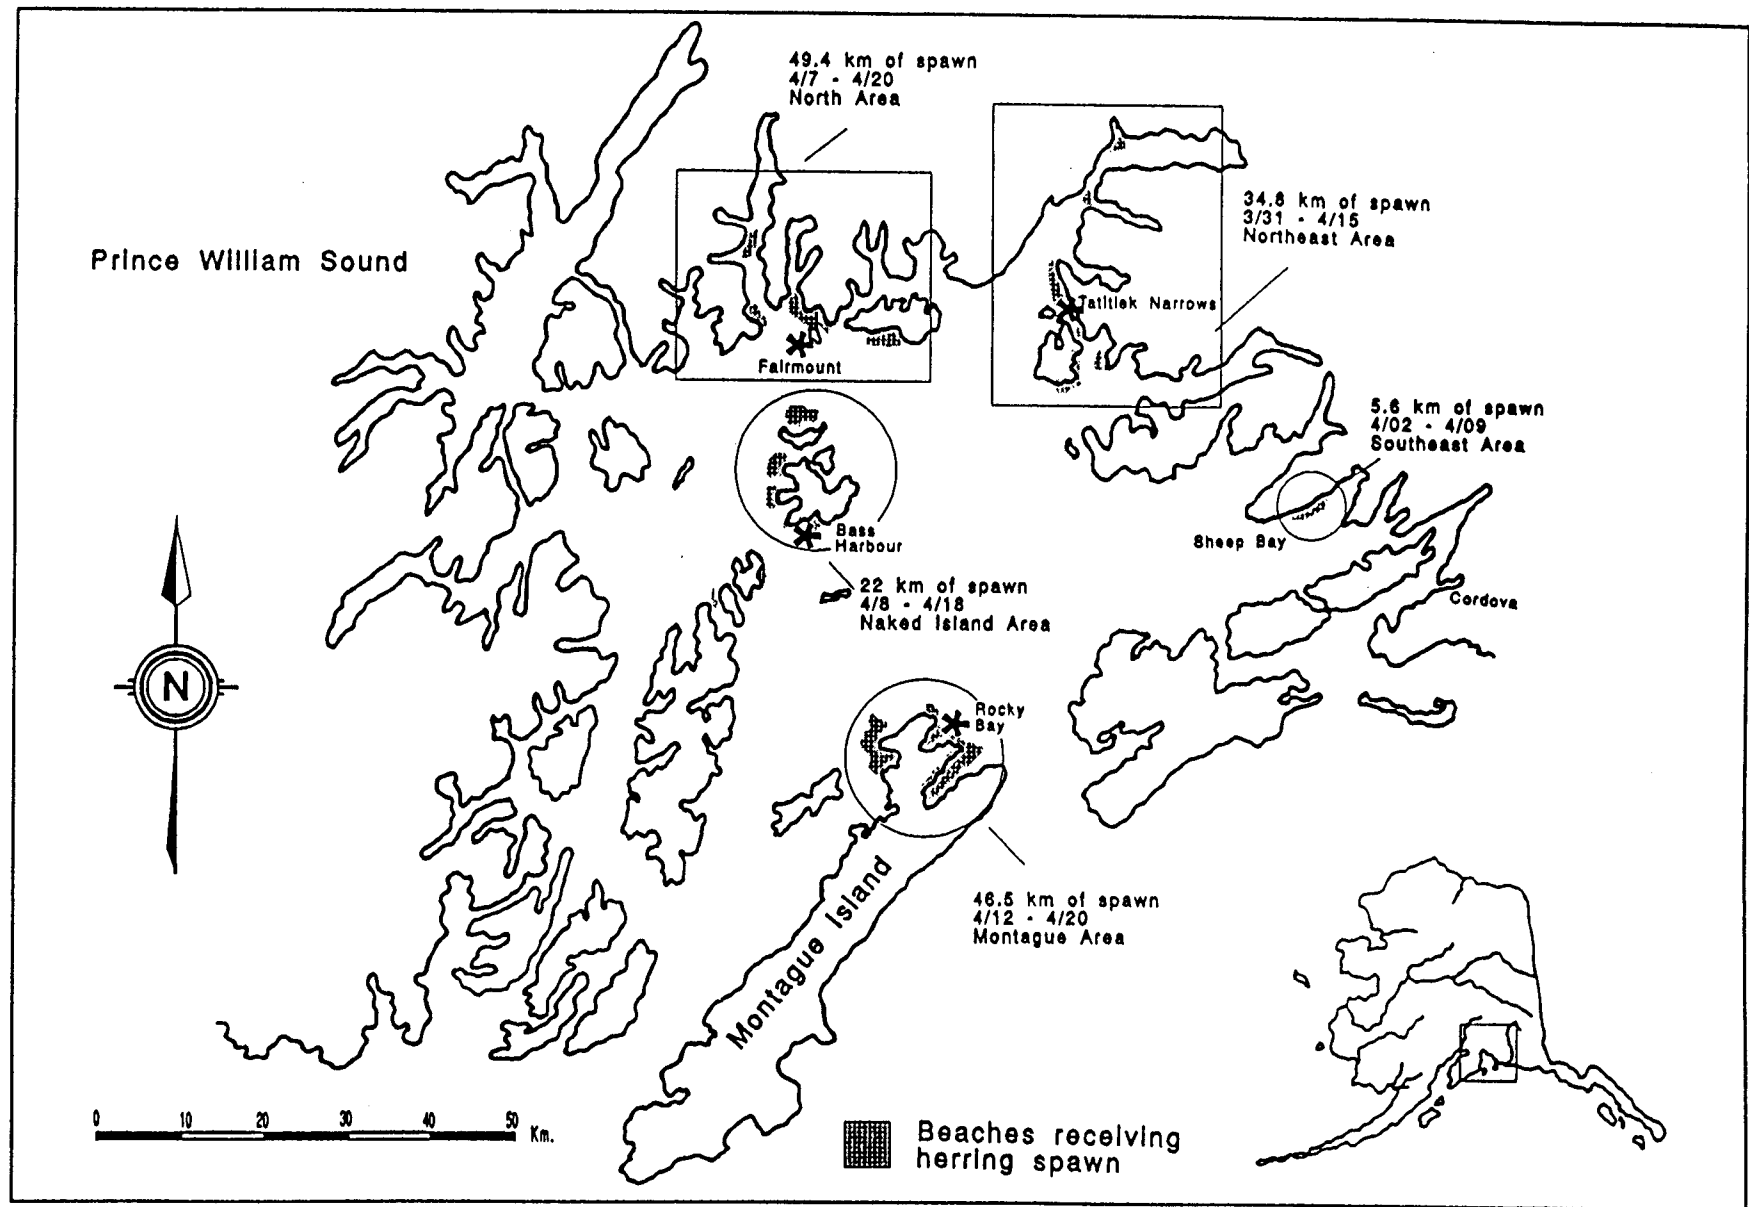 49.4 km of spawn
4/7 - 4/20
North Area
34.8 km of spawn
3/31 - 4/15
Northeast Area
Prince William Sound
Tatitlek Narrows
Fairmount
5.6 km of spawn
4/02 - 4/09
Southeast Area
Bass
Harbour
Sheep Bay
22 km of spawn
4/8 - 4/18
Naked Island Area
Cordova
N
Rocky
Bay
46.5 km of spawn
4/12 - 4/20
Montague Area
Montague Island
0 10 20 30 40 50 Km.
Beaches receiving
herring spawn